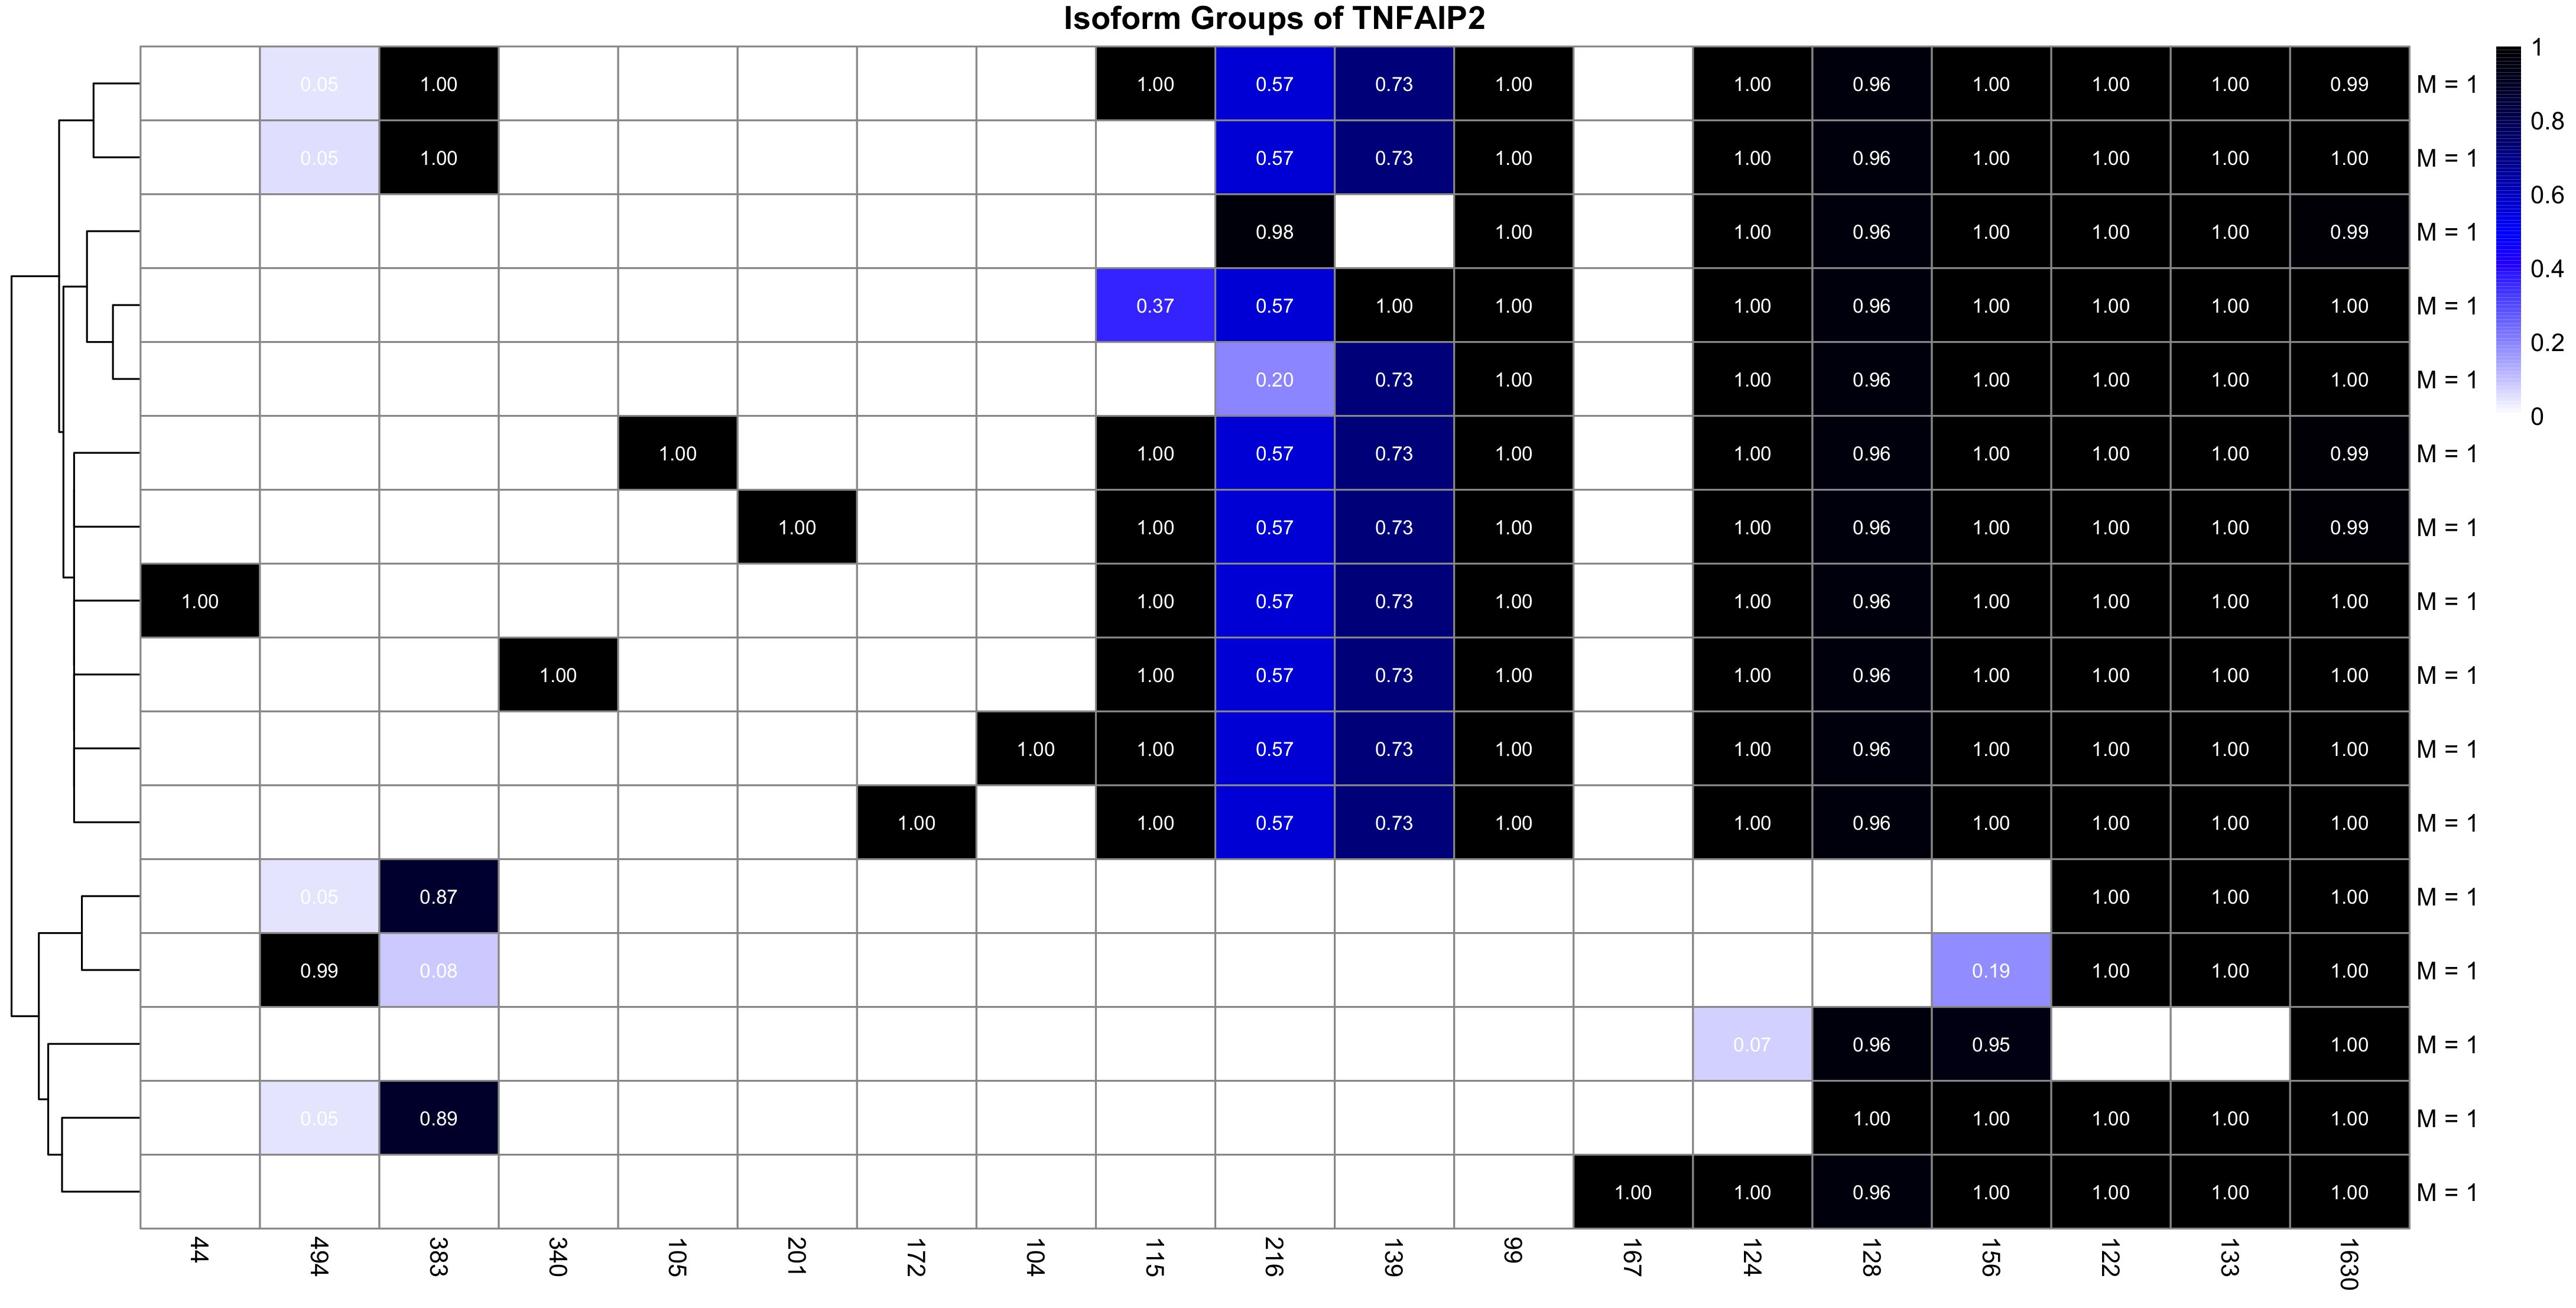 Isoform Groups of TNFAIP2
0.05 1.00 1.00 0.57 0.73 1.00 1.00 0.96 1.00 1.00 1.00 0.99 M = 1
0.05 1.00 0.57 0.73 1.00 1.00 0.96 1.00 1.00 1.00 1.00 M = 1
0.98 1.00 1.00 0.96 1.00 1.00 1.00 0.99 M = 1
0.37 0.57 1.00 1.00 1.00 0.96 1.00 1.00 1.00 1.00 M = 1
0.20 0.73 1.00 1.00 0.96 1.00 1.00 1.00 1.00 M = 1
1.00 1.00 0.57 0.73 1.00 1.00 0.96 1.00 1.00 1.00 0.99 M = 1
1.00 1.00 0.57 0.73 1.00 1.00 0.96 1.00 1.00 1.00 0.99 M = 1
1.00 1.00 0.57 0.73 1.00 1.00 0.96 1.00 1.00 1.00 1.00 M = 1
1.00 1.00 0.57 0.73 1.00 1.00 0.96 1.00 1.00 1.00 1.00 M = 1
1.00 1.00 0.57 0.73 1.00 1.00 0.96 1.00 1.00 1.00 1.00 M = 1
1.00 1.00 0.57 0.73 1.00 1.00 0.96 1.00 1.00 1.00 1.00 M = 1
0.05 0.87 1.00 1.00 1.00 M = 1
0.99 0.08 0.19 1.00 1.00 1.00 M = 1
0.07 0.96 0.95 1.00 M = 1
0.05 0.89 1.00 1.00 1.00 1.00 1.00 M = 1
1.00 1.00 0.96 1.00 1.00 1.00 1.00 M = 1
44 494 383 340 105 201 172 104 115 216 139 99 167 124 128 156 122 133 1630
1
0.8
0.6
0.4
0.2
0